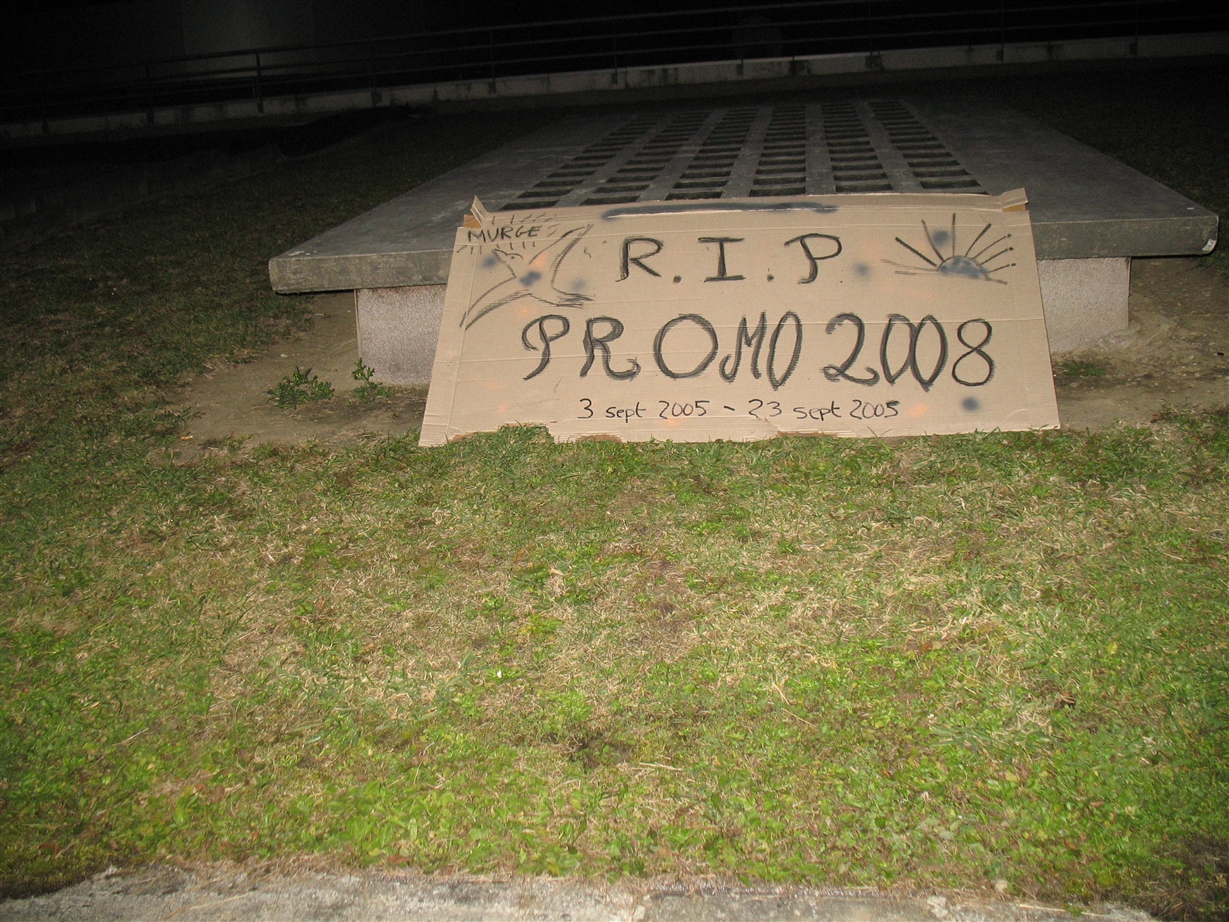 MURGE
R.I.P
PROMO 2008
3 sept 2005 - 23 sept 2005